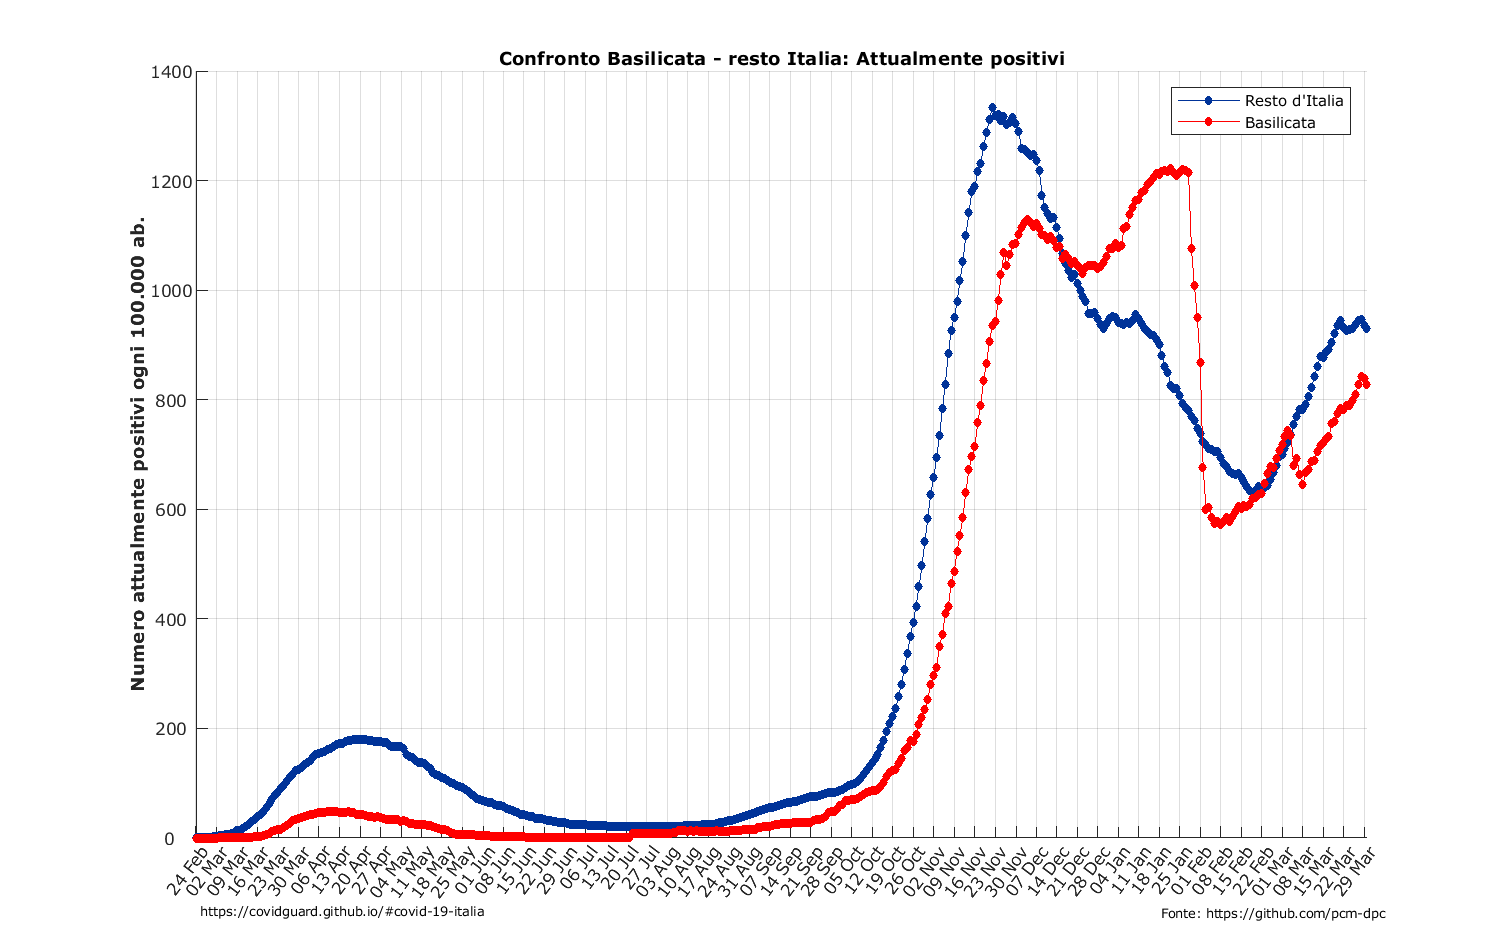 Confronto Basilicata - resto Italia: Attualmente positivi
Resto d'Italia
Basilicata
Numero attualmente positivi ogni 100.000 ab.
1400
1200
1000
800
600
400
200
0
24 Feb
02 Mar
09 Mar
16 Mar
23 Mar
30 Mar
06 Apr
13 Apr
20 Apr
27 Apr
04 May
11 May
18 May
25 May
01 Jun
08 Jun
15 Jun
22 Jun
29 Jun
06 Jul
13 Jul
20 Jul
27 Jul
03 Aug
10 Aug
17 Aug
24 Aug
31 Aug
07 Sep
14 Sep
21 Sep
28 Sep
05 Oct
12 Oct
19 Oct
26 Oct
02 Nov
09 Nov
16 Nov
23 Nov
30 Nov
07 Dec
14 Dec
21 Dec
28 Dec
04 Jan
11 Jan
18 Jan
25 Jan
01 Feb
08 Feb
15 Feb
22 Feb
01 Mar
08 Mar
15 Mar
22 Mar
29 Mar
https://covidguard.github.io/#covid-19-italia
Fonte: https://github.com/pcm-dpc